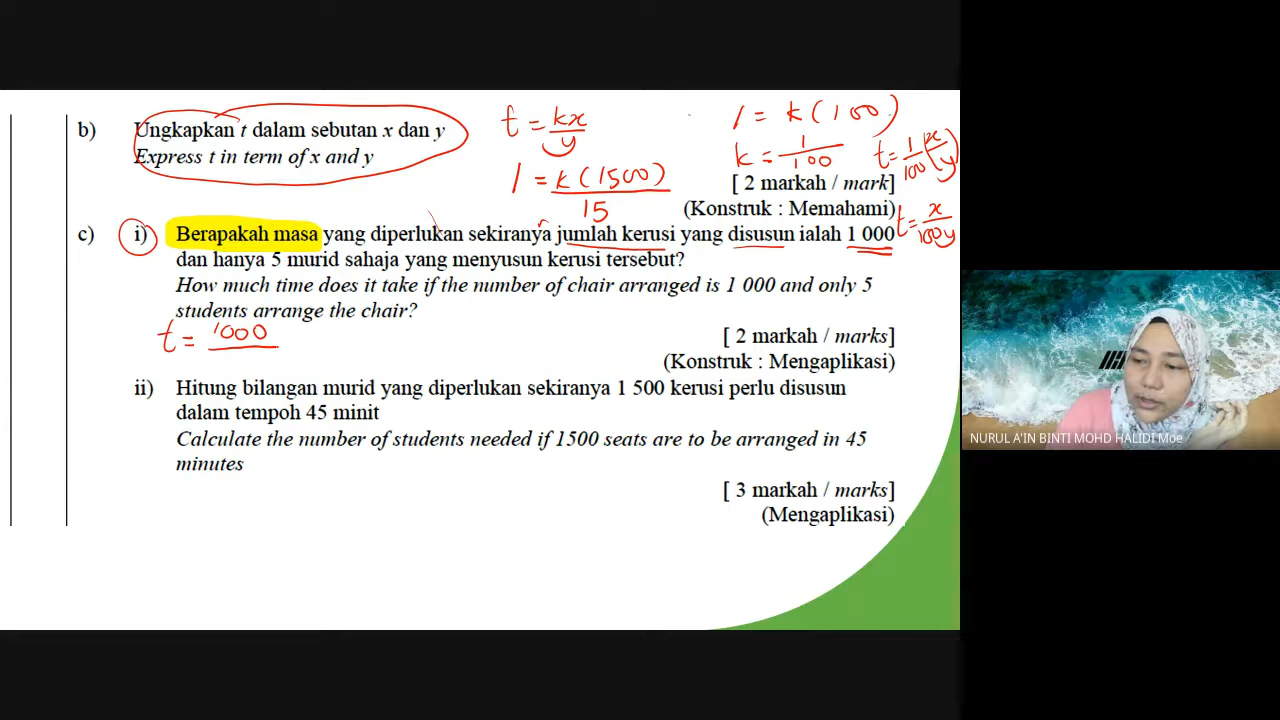 b) Ungkapkan t dalam sebutan x dan y
Express t in term of x and y
t = kx/y
1 = k(1500)/15
1 = k(100)
k = 1/100
t = 1/100 (x/y)
[ 2 markah / mark]
(Konstruk : Memahami)
t = x/100y
c) i) Berapakah masa yang diperlukan sekiranya jumlah kerusi yang disusun ialah 1 000
dan hanya 5 murid sahaja yang menyusun kerusi tersebut?
How much time does it take if the number of chair arranged is 1 000 and only 5
students arrange the chair?
t = 1000
[ 2 markah / marks]
(Konstruk : Mengaplikasi)
ii) Hitung bilangan murid yang diperlukan sekiranya 1 500 kerusi perlu disusun
dalam tempoh 45 minit
Calculate the number of students needed if 1500 seats are to be arranged in 45
minutes
[ 3 markah / marks]
(Mengaplikasi)
NURUL A'IN BINTI MOHD HALIDI Moe